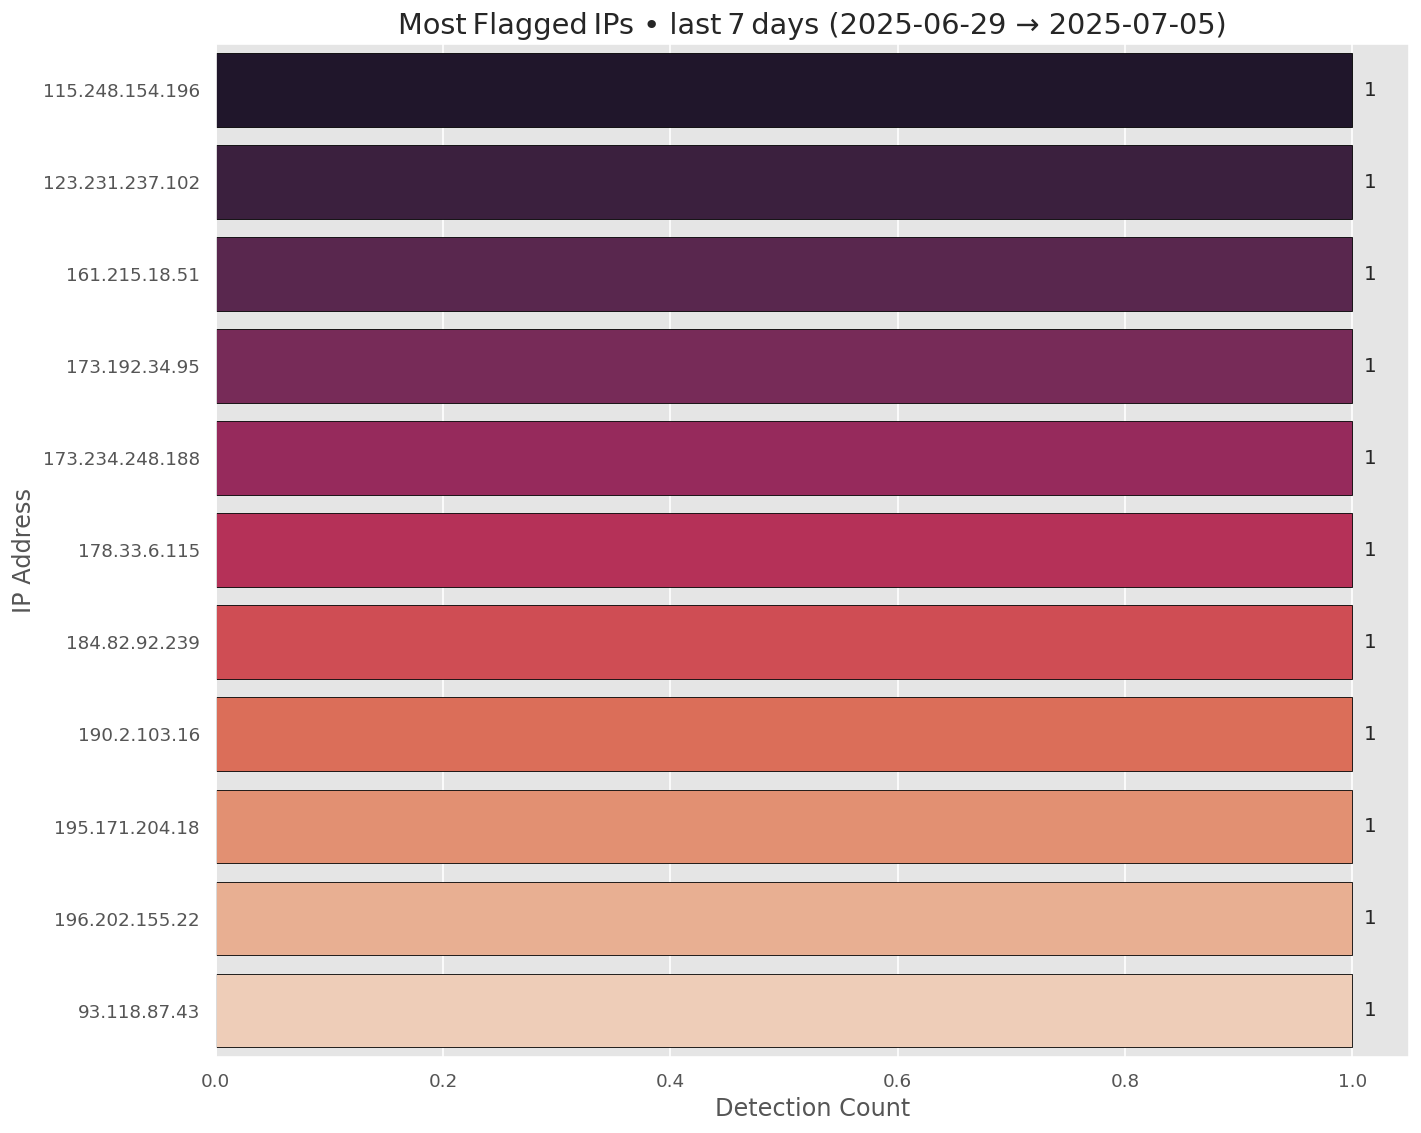 Most Flagged IPs • last 7 days (2025-06-29 → 2025-07-05)
115.248.154.196 1
123.231.237.102 1
161.215.18.51 1
173.192.34.95 1
173.234.248.188 1
178.33.6.115 1
184.82.92.239 1
190.2.103.16 1
195.171.204.18 1
196.202.155.22 1
93.118.87.43 1
IP Address
0.0 0.2 0.4 0.6 0.8 1.0
Detection Count